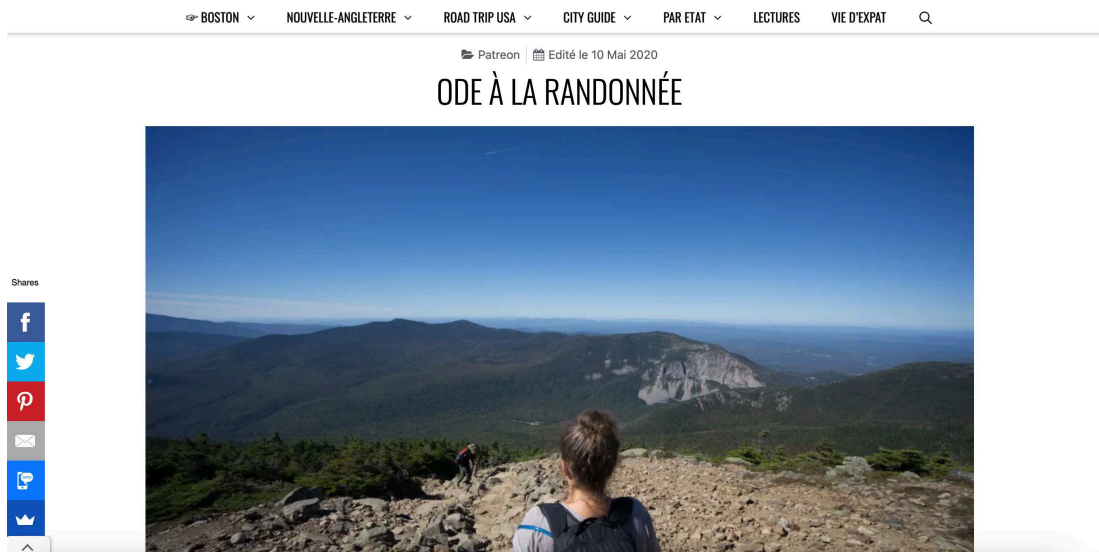 ☞ BOSTON NOUVELLE-ANGLETERRE ROAD TRIP USA CITY GUIDE PAR ETAT LECTURES VIE D'EXPAT
Patreon Edité le 10 Mai 2020
ODE À LA RANDONNÉE
Shares